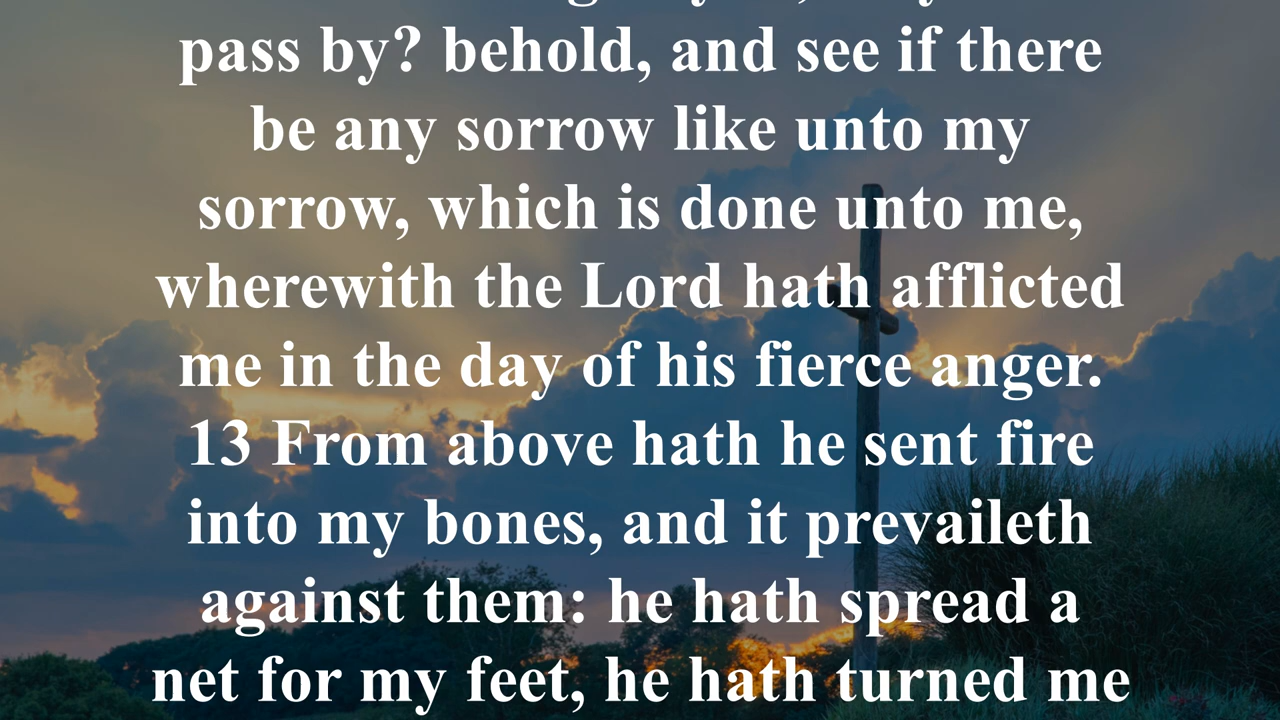 pass by? behold, and see if there
be any sorrow like unto my
sorrow, which is done unto me,
wherewith the Lord hath afflicted
me in the day of his fierce anger.
13 From above hath he sent fire
into my bones, and it prevaileth
against them: he hath spread a
net for my feet, he hath turned me